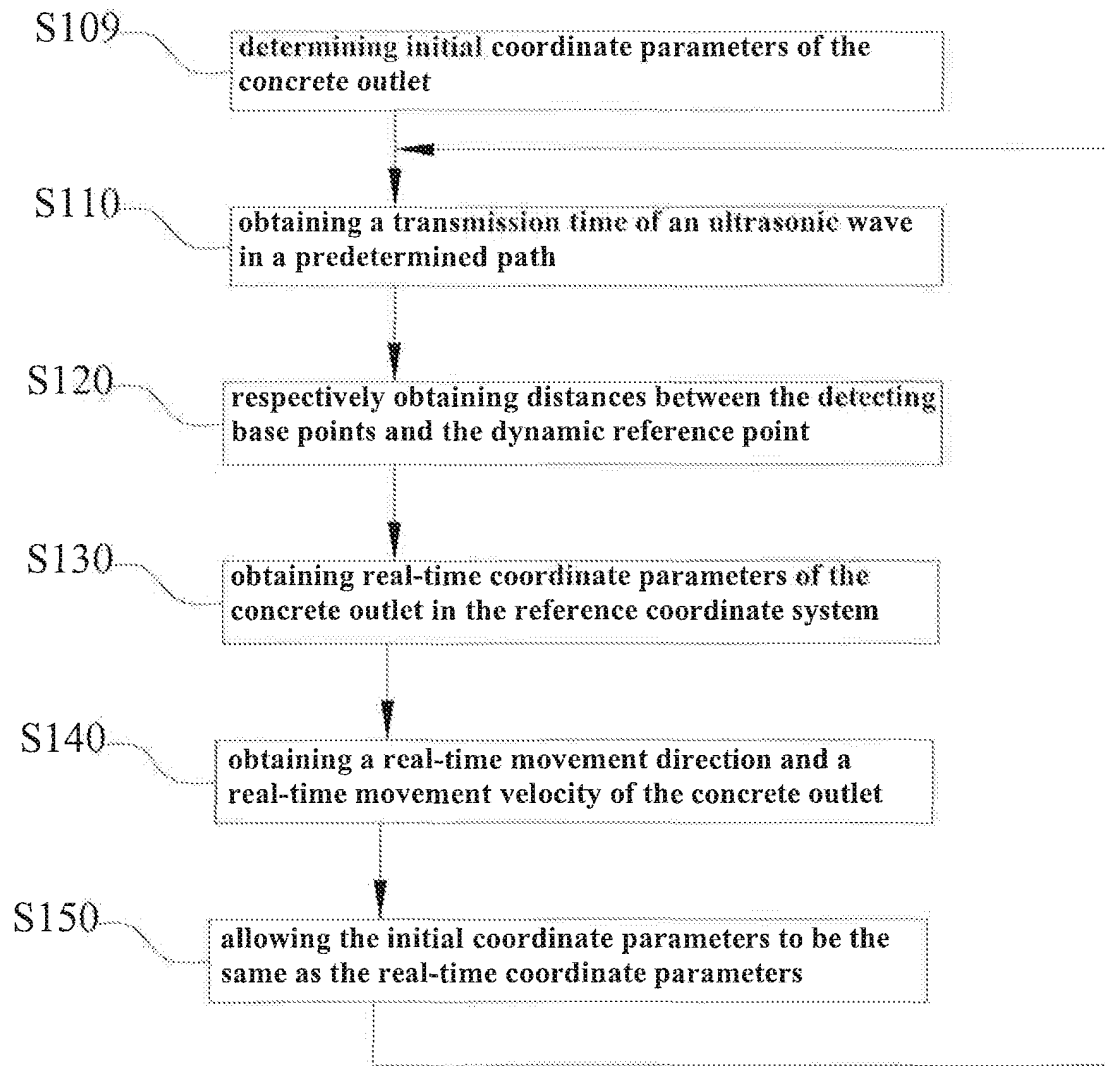 S109
determining initial coordinate parameters of the
concrete outlet
S110
obtaining a transmission time of an ultrasonic wave
in a predetermined path
S120
respectively obtaining distances between the detecting
base points and the dynamic reference point
S130
obtaining real-time coordinate parameters of the
concrete outlet in the reference coordinate system
S140
obtaining a real-time movement direction and a
real-time movement velocity of the concrete outlet
S150
allowing the initial coordinate parameters to be the
same as the real-time coordinate parameters